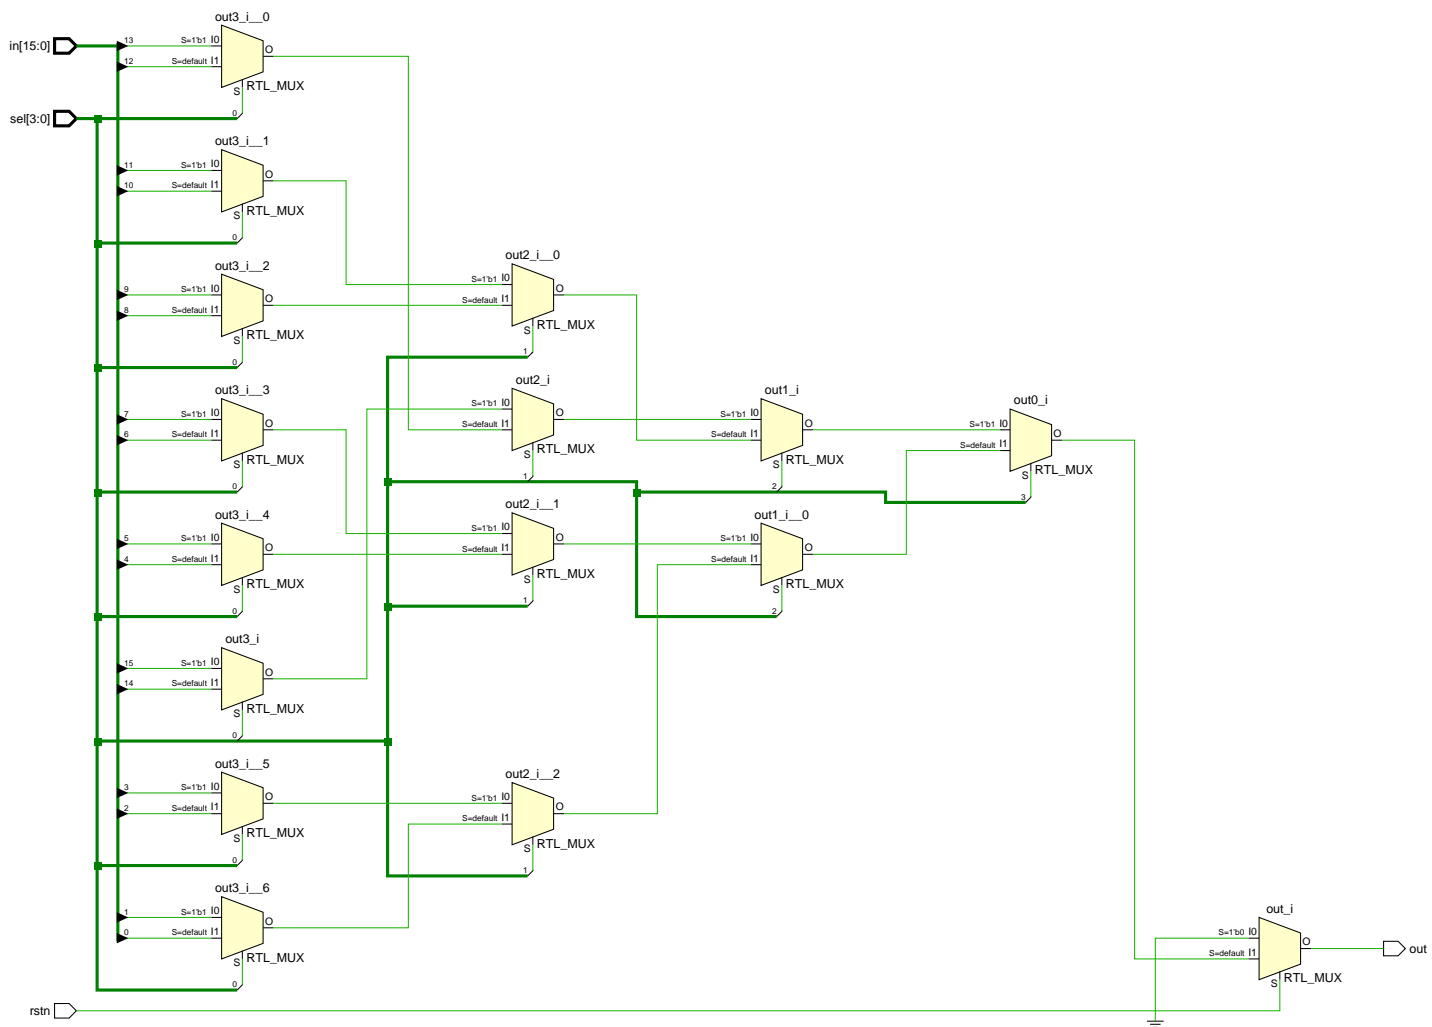 out3_i__0
in[15:0]
13
S=1'b1 I0
O
12
S=default I1
S
RTL_MUX
0
sel[3:0]
out3_i__1
11
S=1'b1 I0
O
10
S=default I1
S
RTL_MUX
0
out3_i__2
9
S=1'b1 I0
O
8
S=default I1
S
RTL_MUX
0
out2_i__0
S=1'b1 I0
O
S=default I1
S
RTL_MUX
1
out3_i__3
7
S=1'b1 I0
O
6
S=default I1
S
RTL_MUX
0
out2_i
S=1'b1 I0
O
S=default I1
S
RTL_MUX
1
out1_i
S=1'b1 I0
O
S=default I1
S
RTL_MUX
2
out0_i
S=1'b1 I0
O
S=default I1
S
RTL_MUX
3
out3_i__4
5
S=1'b1 I0
O
4
S=default I1
S
RTL_MUX
0
out2_i__1
S=1'b1 I0
O
S=default I1
S
RTL_MUX
1
out1_i__0
S=1'b1 I0
O
S=default I1
S
RTL_MUX
2
out3_i
15
S=1'b1 I0
O
14
S=default I1
S
RTL_MUX
0
out3_i__5
3
S=1'b1 I0
O
2
S=default I1
S
RTL_MUX
0
out2_i__2
S=1'b1 I0
O
S=default I1
S
RTL_MUX
1
out3_i__6
1
S=1'b1 I0
O
0
S=default I1
S
RTL_MUX
0
out_i
S=1'b0 I0
O
S=default I1
S
RTL_MUX
out
rstn